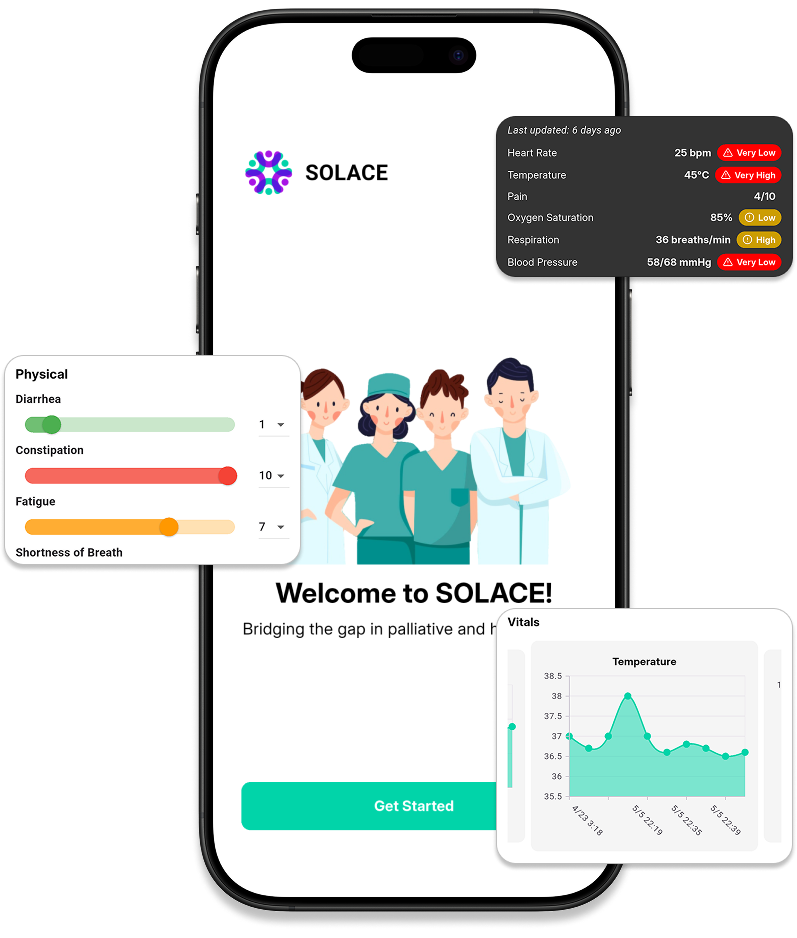 SOLACE
Last updated: 6 days ago
Heart Rate 25 bpm Very Low
Temperature 45°C Very High
Pain 4/10
Oxygen Saturation 85% Low
Respiration 36 breaths/min High
Blood Pressure 58/68 mmHg Very Low
Physical
Diarrhea
1
Constipation
10
Fatigue
7
Shortness of Breath
Welcome to SOLACE!
Bridging the gap in palliative and h
Get Started
Vitals
Temperature
38.5
38
37.5
37
36.5
36
35.5
4/23 3:18
5/5 22:19
5/5 22:35
5/5 22:39
1